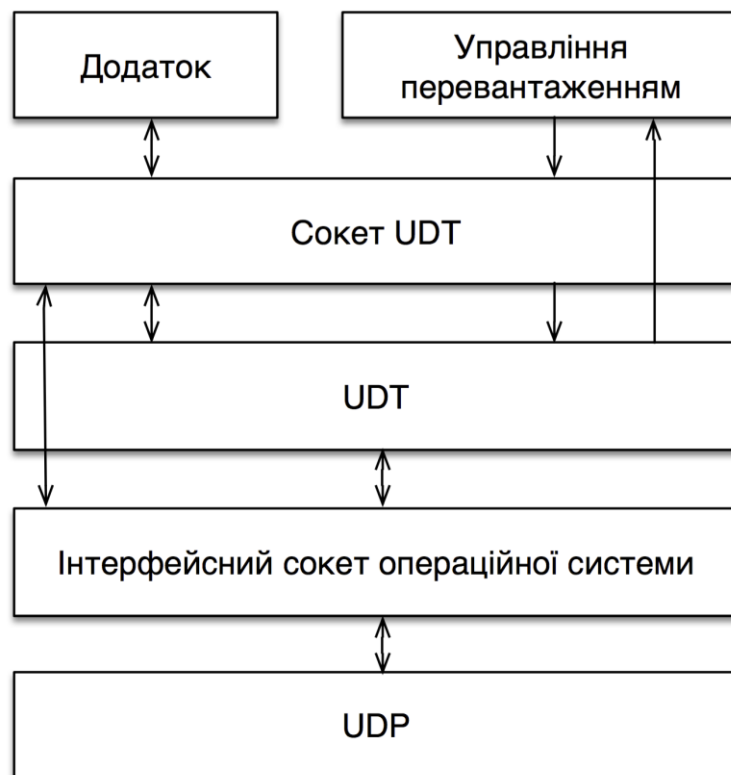 Додаток
Управління
перевантаженням
Сокет UDT
UDT
Інтерфейсний сокет операційної системи
UDP